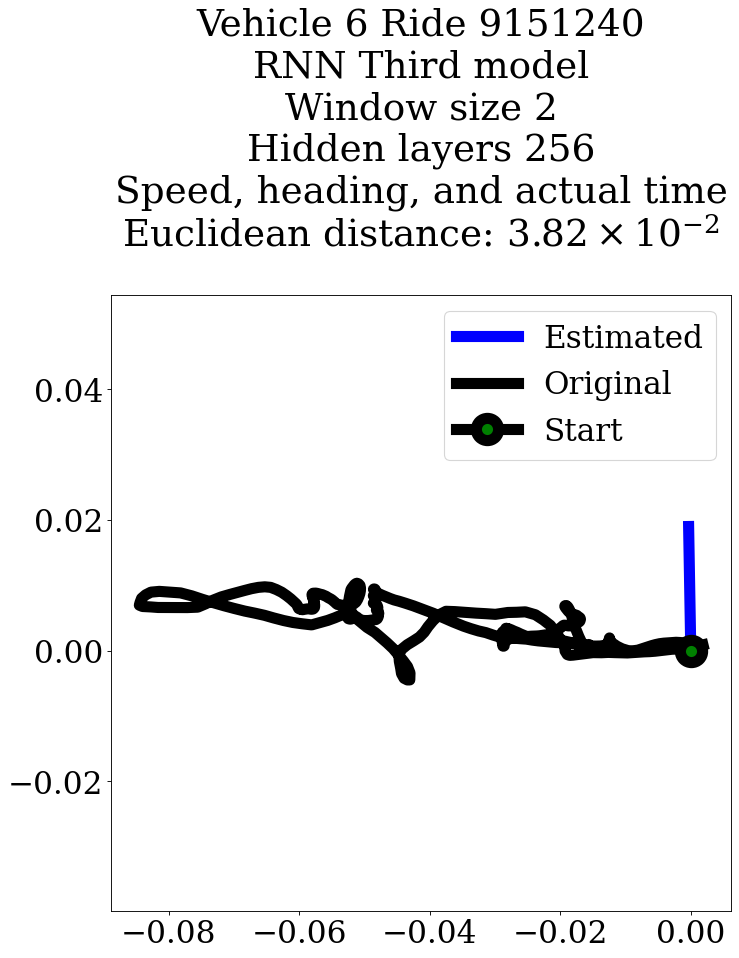 Vehicle 6 Ride 9151240
RNN Third model
Window size 2
Hidden layers 256
Speed, heading, and actual time
Euclidean distance: 3.82 × 10⁻²
Estimated
Original
Start
0.04
0.02
0.00
−0.02
−0.08
−0.06
−0.04
−0.02
0.00